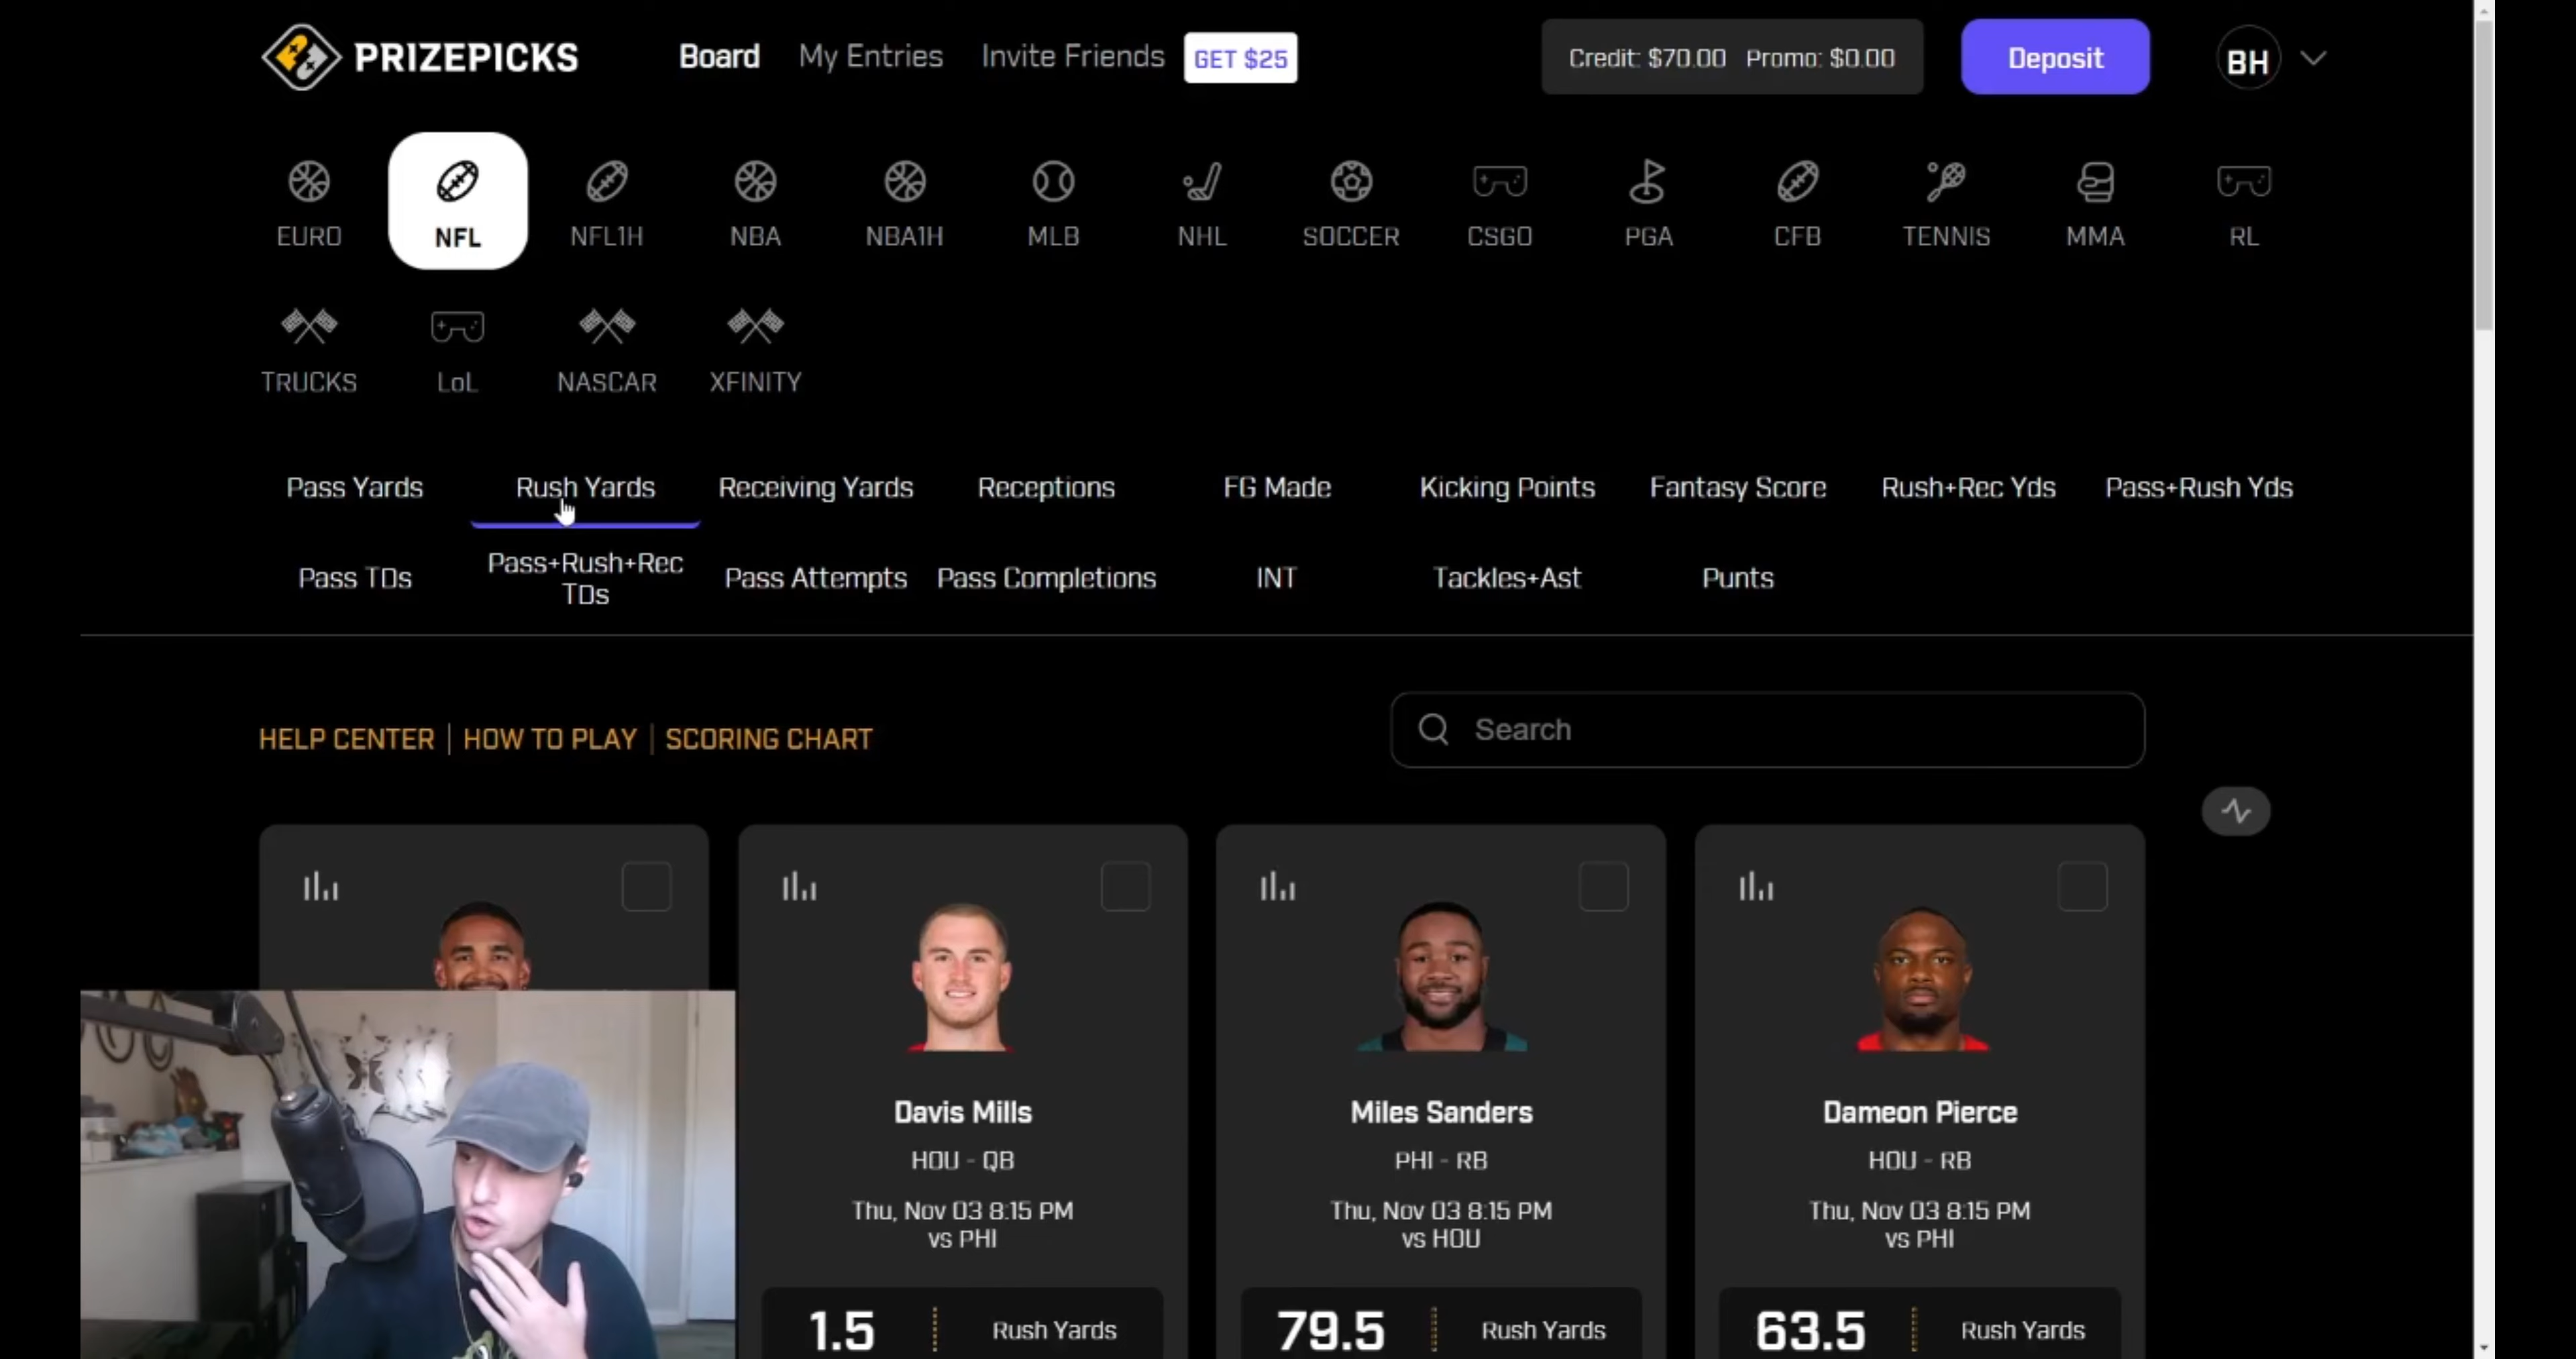 PRIZEPICKS Board My Entries Invite Friends GET $25 Credit: $70.00 Promo: $0.00 Deposit BH
EURO NFL NFL1H NBA NBA1H MLB NHL SOCCER CSGO PGA CFB TENNIS MMA RL
TRUCKS LoL NASCAR XFINITY
Pass Yards Rush Yards Receiving Yards Receptions FG Made Kicking Points Fantasy Score Rush+Rec Yds Pass+Rush Yds
Pass TDs Pass+Rush+Rec TDs Pass Attempts Pass Completions INT Tackles+Ast Punts
HELP CENTER | HOW TO PLAY | SCORING CHART Search
Davis Mills
HOU - QB
Thu, Nov 03 8:15 PM
vs PHI
1.5 Rush Yards
Miles Sanders
PHI - RB
Thu, Nov 03 8:15 PM
vs HOU
79.5 Rush Yards
Dameon Pierce
HOU - RB
Thu, Nov 03 8:15 PM
vs PHI
63.5 Rush Yards